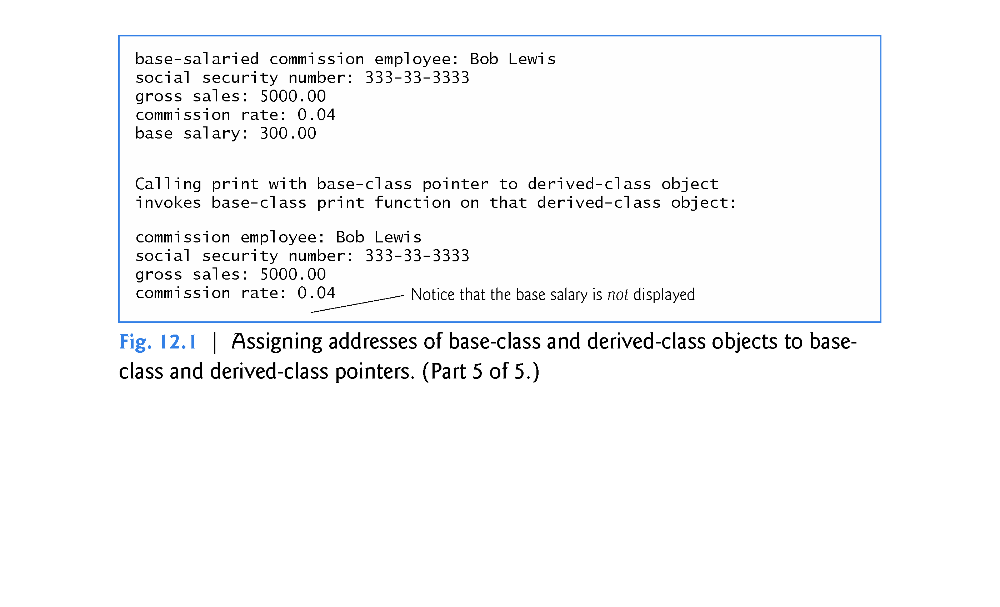 base-salaried commission employee: Bob Lewis
social security number: 333-33-3333
gross sales: 5000.00
commission rate: 0.04
base salary: 300.00
Calling print with base-class pointer to derived-class object
invokes base-class print function on that derived-class object:
commission employee: Bob Lewis
social security number: 333-33-3333
gross sales: 5000.00
commission rate: 0.04
Notice that the base salary is not displayed
Fig. 12.1 | Assigning addresses of base-class and derived-class objects to base-
class and derived-class pointers. (Part 5 of 5.)